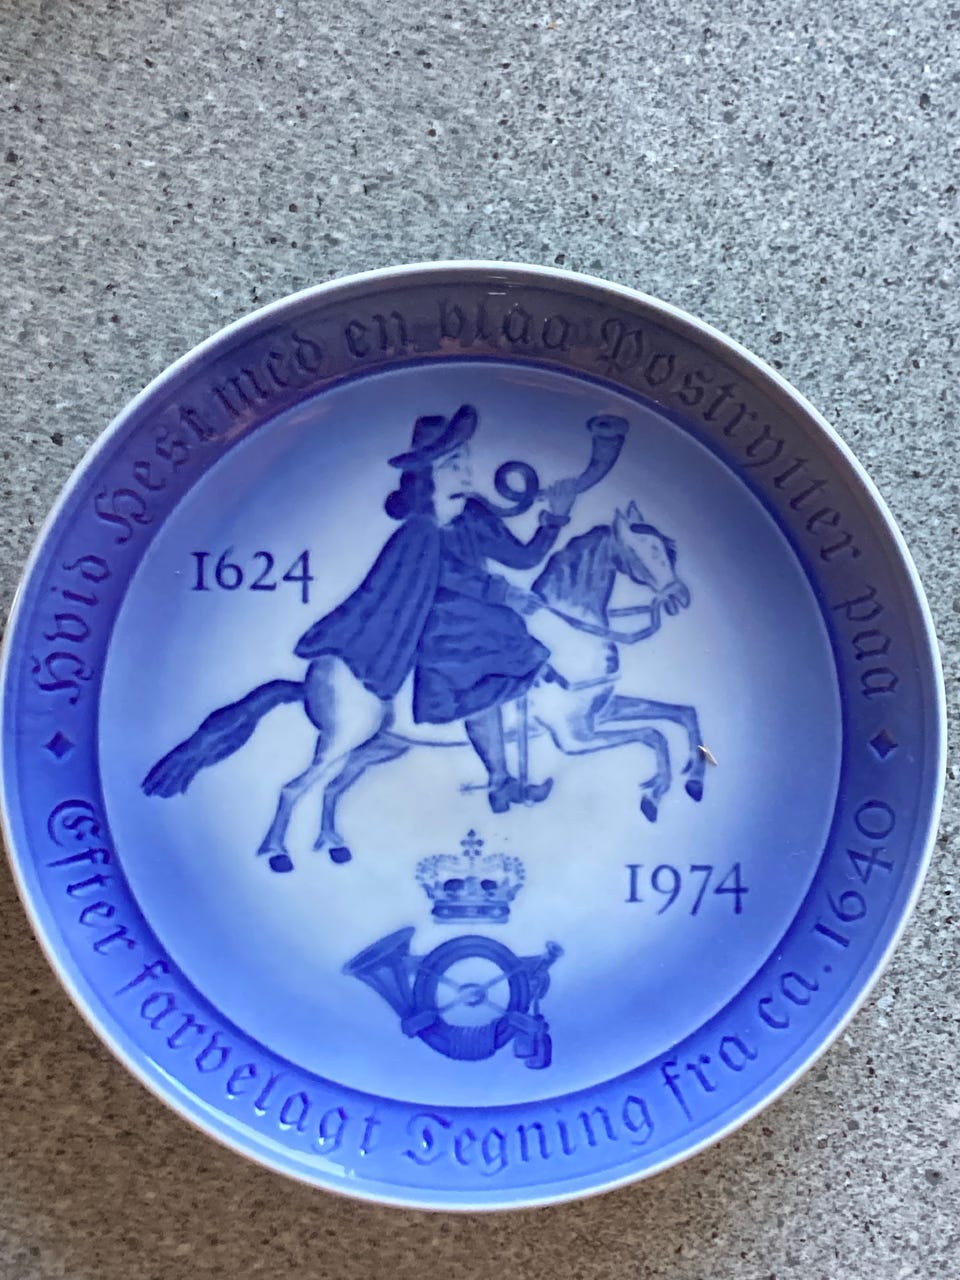 Hvid Hest med en blaa Postrytter paa
1624
1974
Efter farvelagt Tegning fra ca. 1640